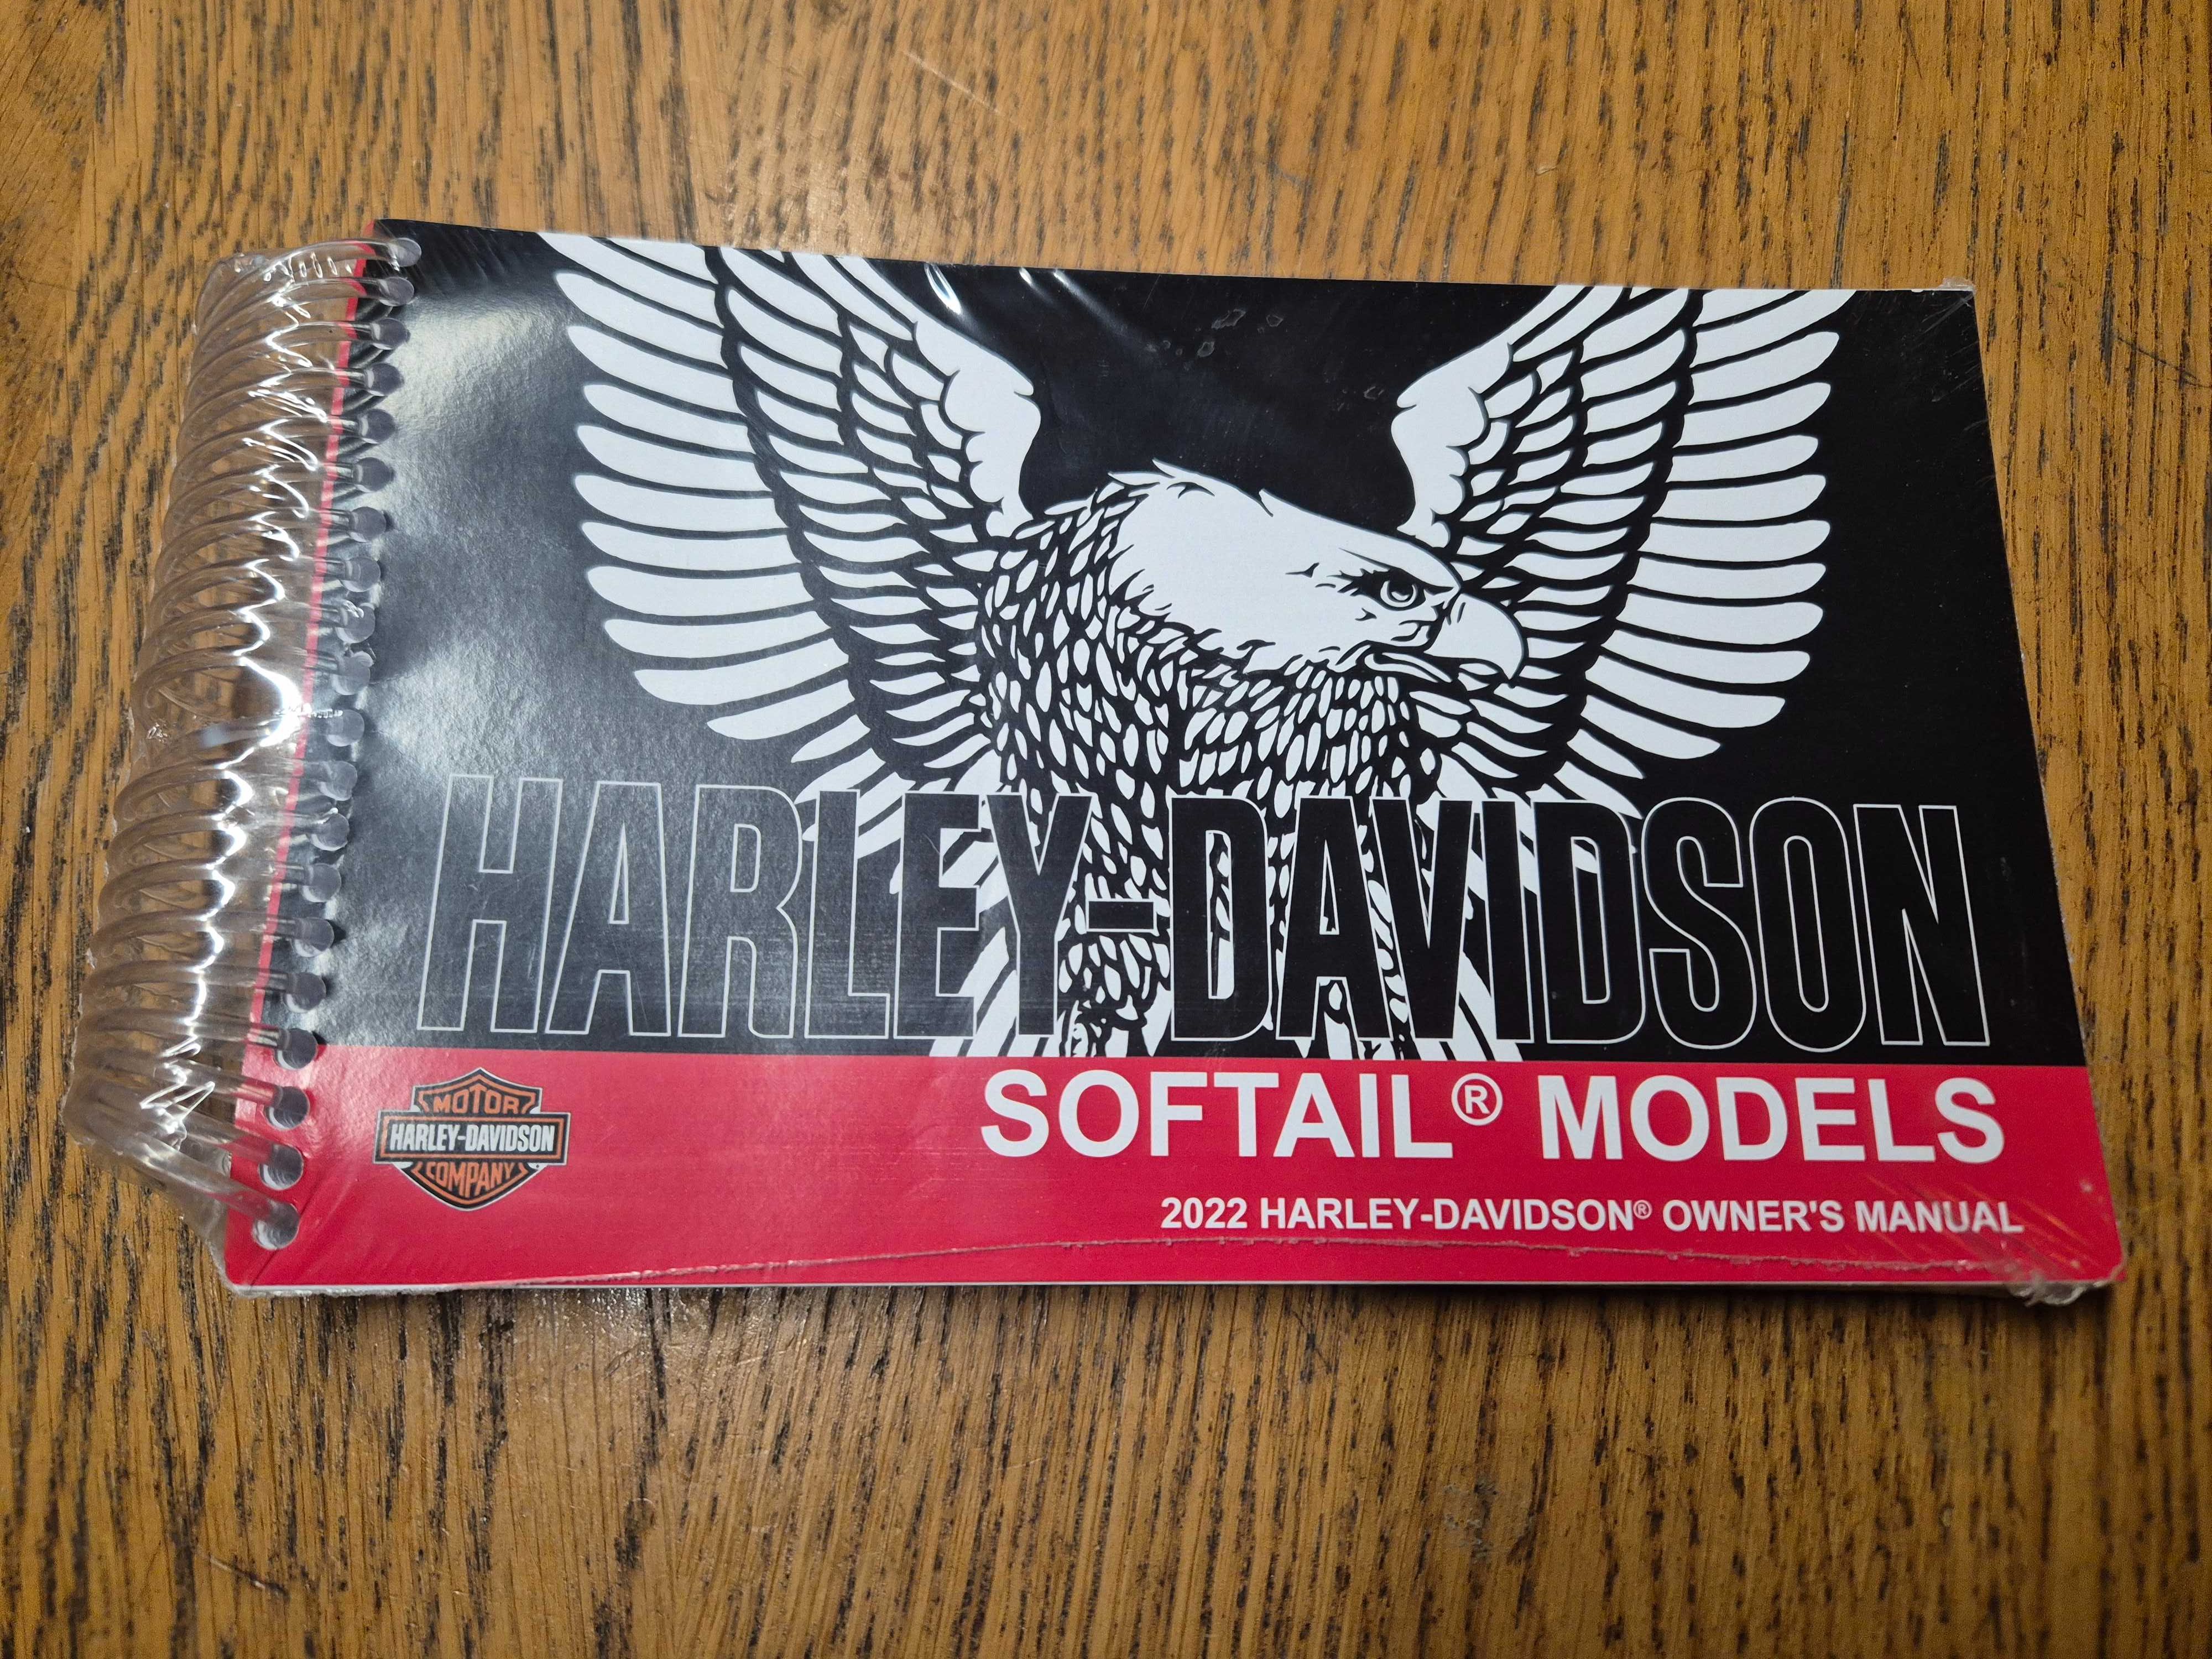 HARLEY-DAVIDSON
SOFTAIL® MODELS
MOTOR
HARLEY-DAVIDSON
COMPANY
2022 HARLEY-DAVIDSON® OWNER'S MANUAL